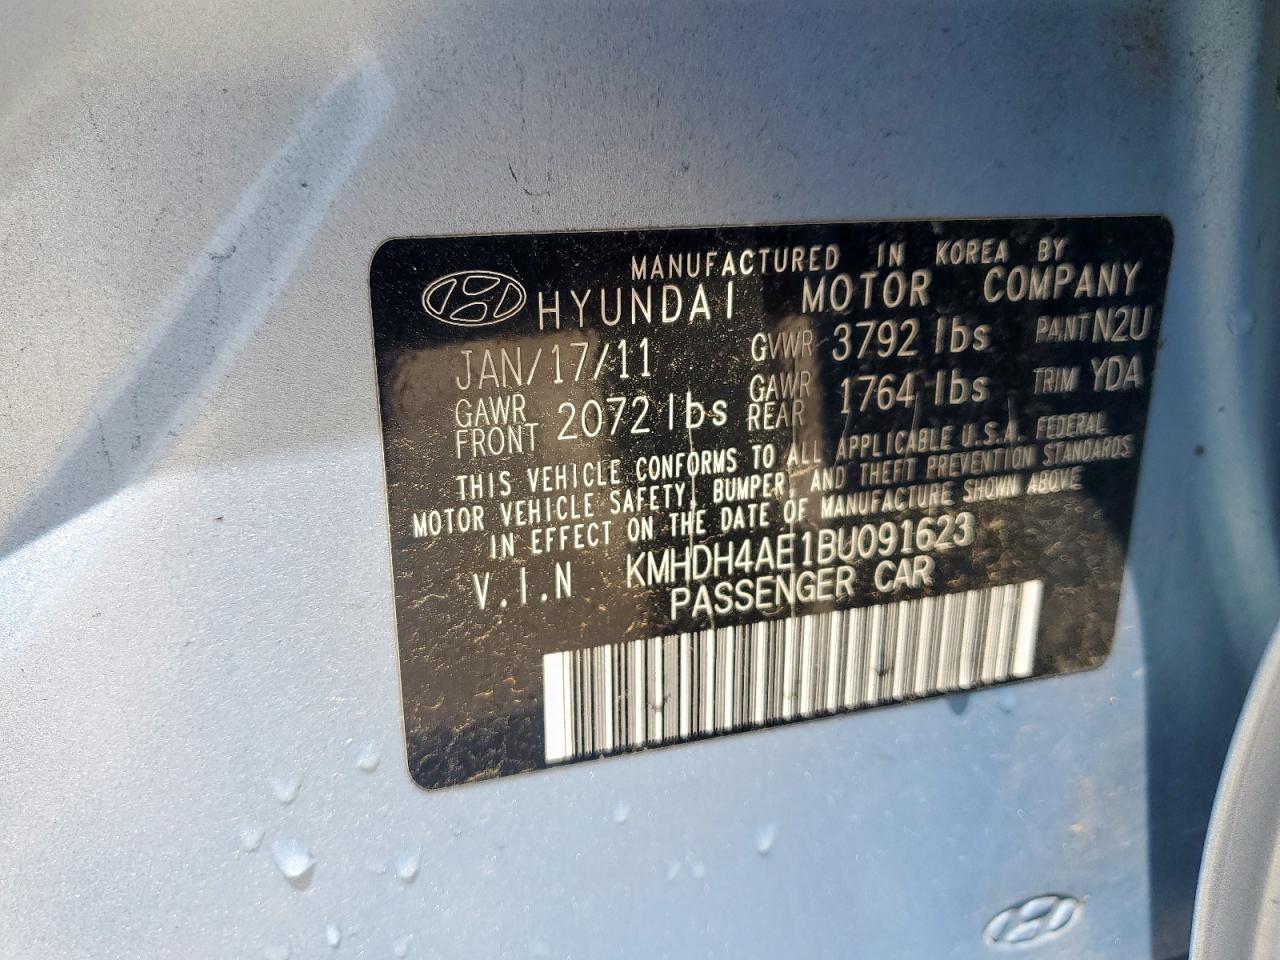 MANUFACTURED IN KOREA BY
HYUNDAI MOTOR COMPANY
JAN/17/11 GVWR 3792 lbs PAINT N2U
GAWR FRONT 2072 lbs GAWR REAR 1764 lbs TRIM YDA
THIS VEHICLE CONFORMS TO ALL APPLICABLE U.S.A. FEDERAL
MOTOR VEHICLE SAFETY, BUMPER, AND THEFT PREVENTION STANDARDS
IN EFFECT ON THE DATE OF MANUFACTURE SHOWN ABOVE
V.I.N KMHDH4AE1BU091623
PASSENGER CAR